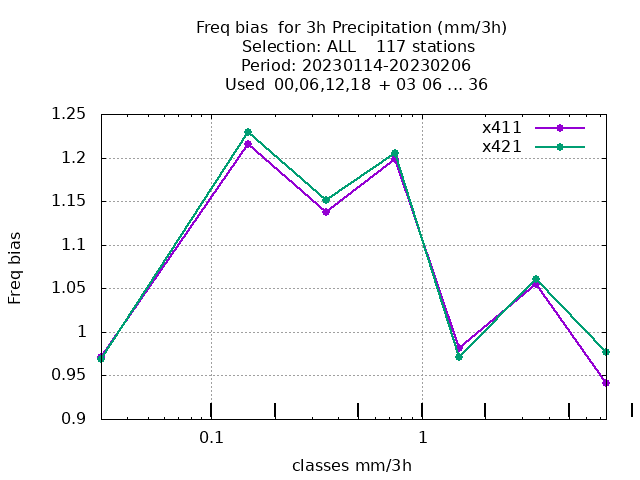 Freq bias  for 3h Precipitation (mm/3h)
Selection: ALL    117 stations
Period: 20230114-20230206
Used  00,06,12,18  + 03 06 ... 36
1.25
1.2
1.15
1.1
1.05
1
0.95
0.9
Freq bias
x411
x421
0.1
1
classes mm/3h